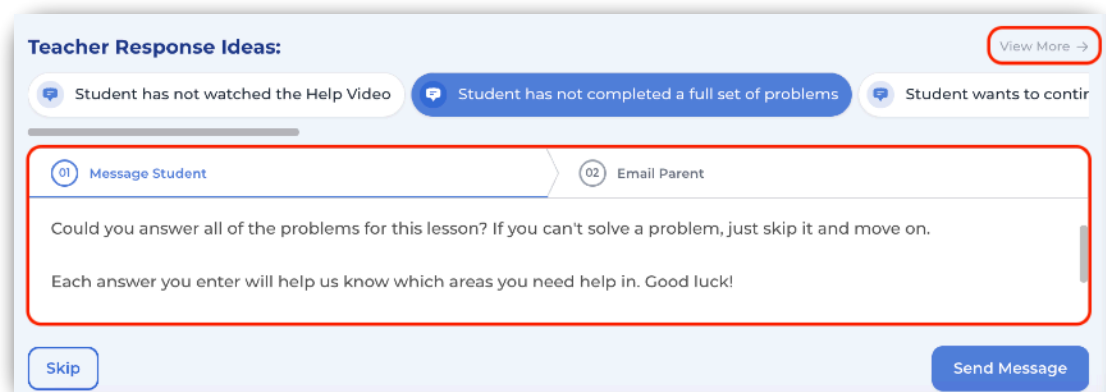 Teacher Response Ideas:
View More →
Student has not watched the Help Video
Student has not completed a full set of problems
Student wants to contin
01 Message Student
02 Email Parent
Could you answer all of the problems for this lesson? If you can't solve a problem, just skip it and move on.
Each answer you enter will help us know which areas you need help in. Good luck!
Skip
Send Message